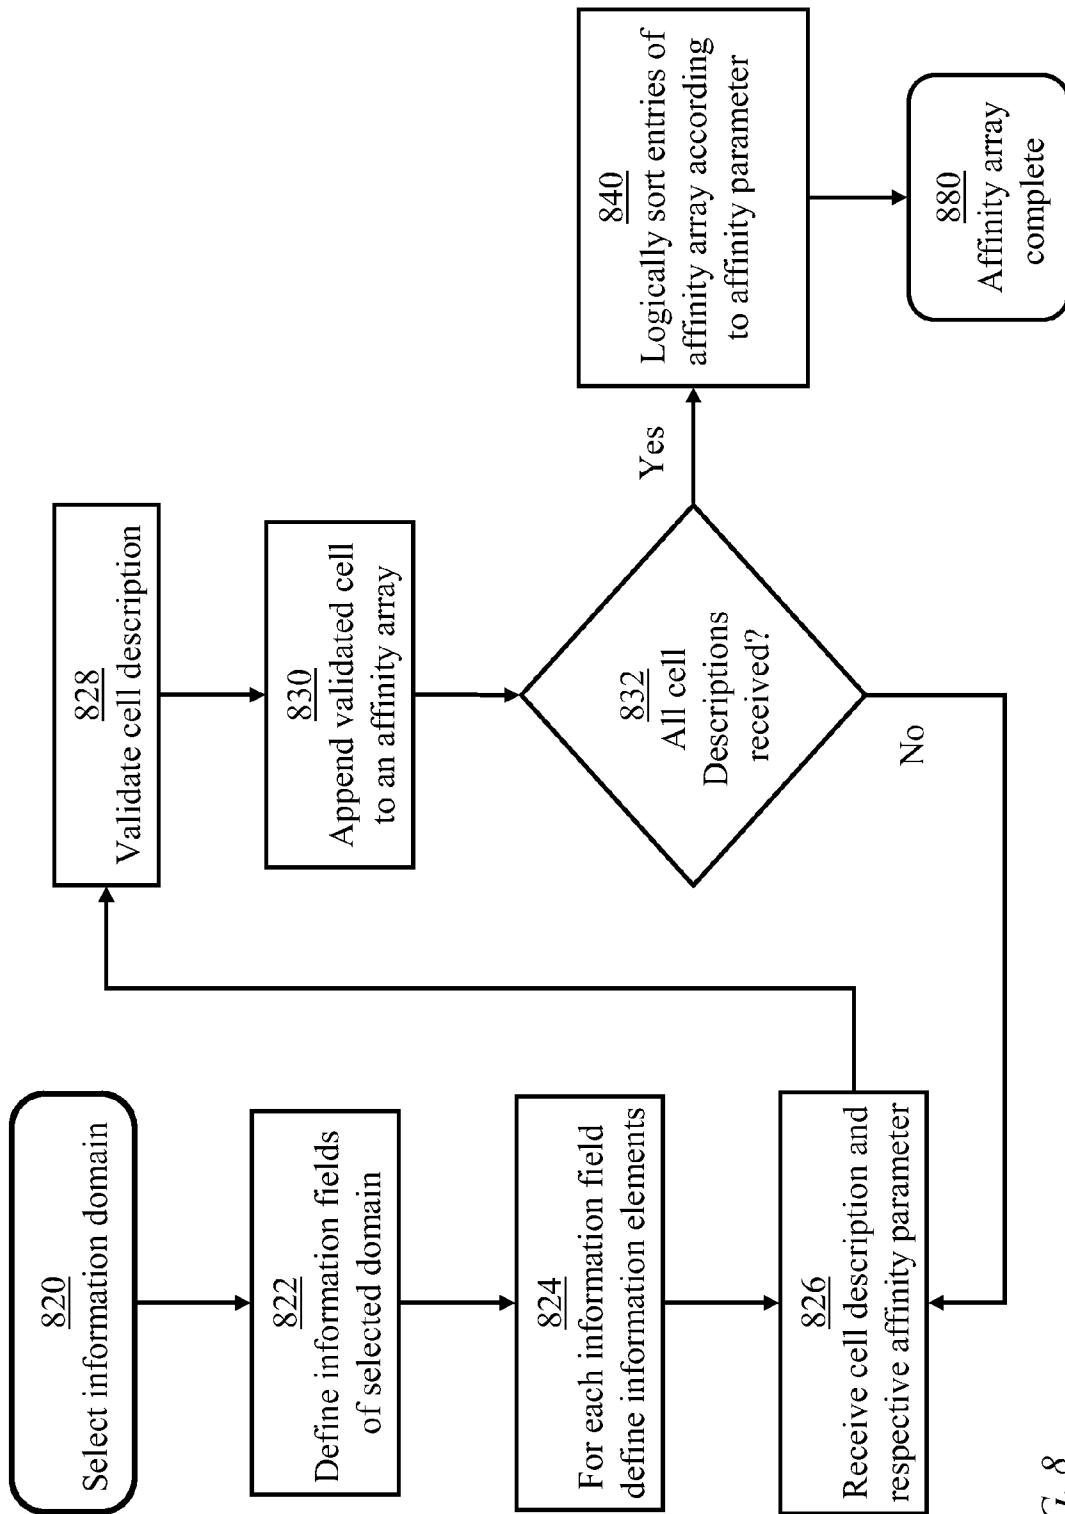 820
Select information domain
822
Define information fields
of selected domain
824
For each information field
define information elements
826
Receive cell description and
respective affinity parameter
828
Validate cell description
830
Append validated cell
to an affinity array
832
All cell
Descriptions
received?
Yes
No
840
Logically sort entries of
affinity array according
to affinity parameter
880
Affinity array
complete
G. 8